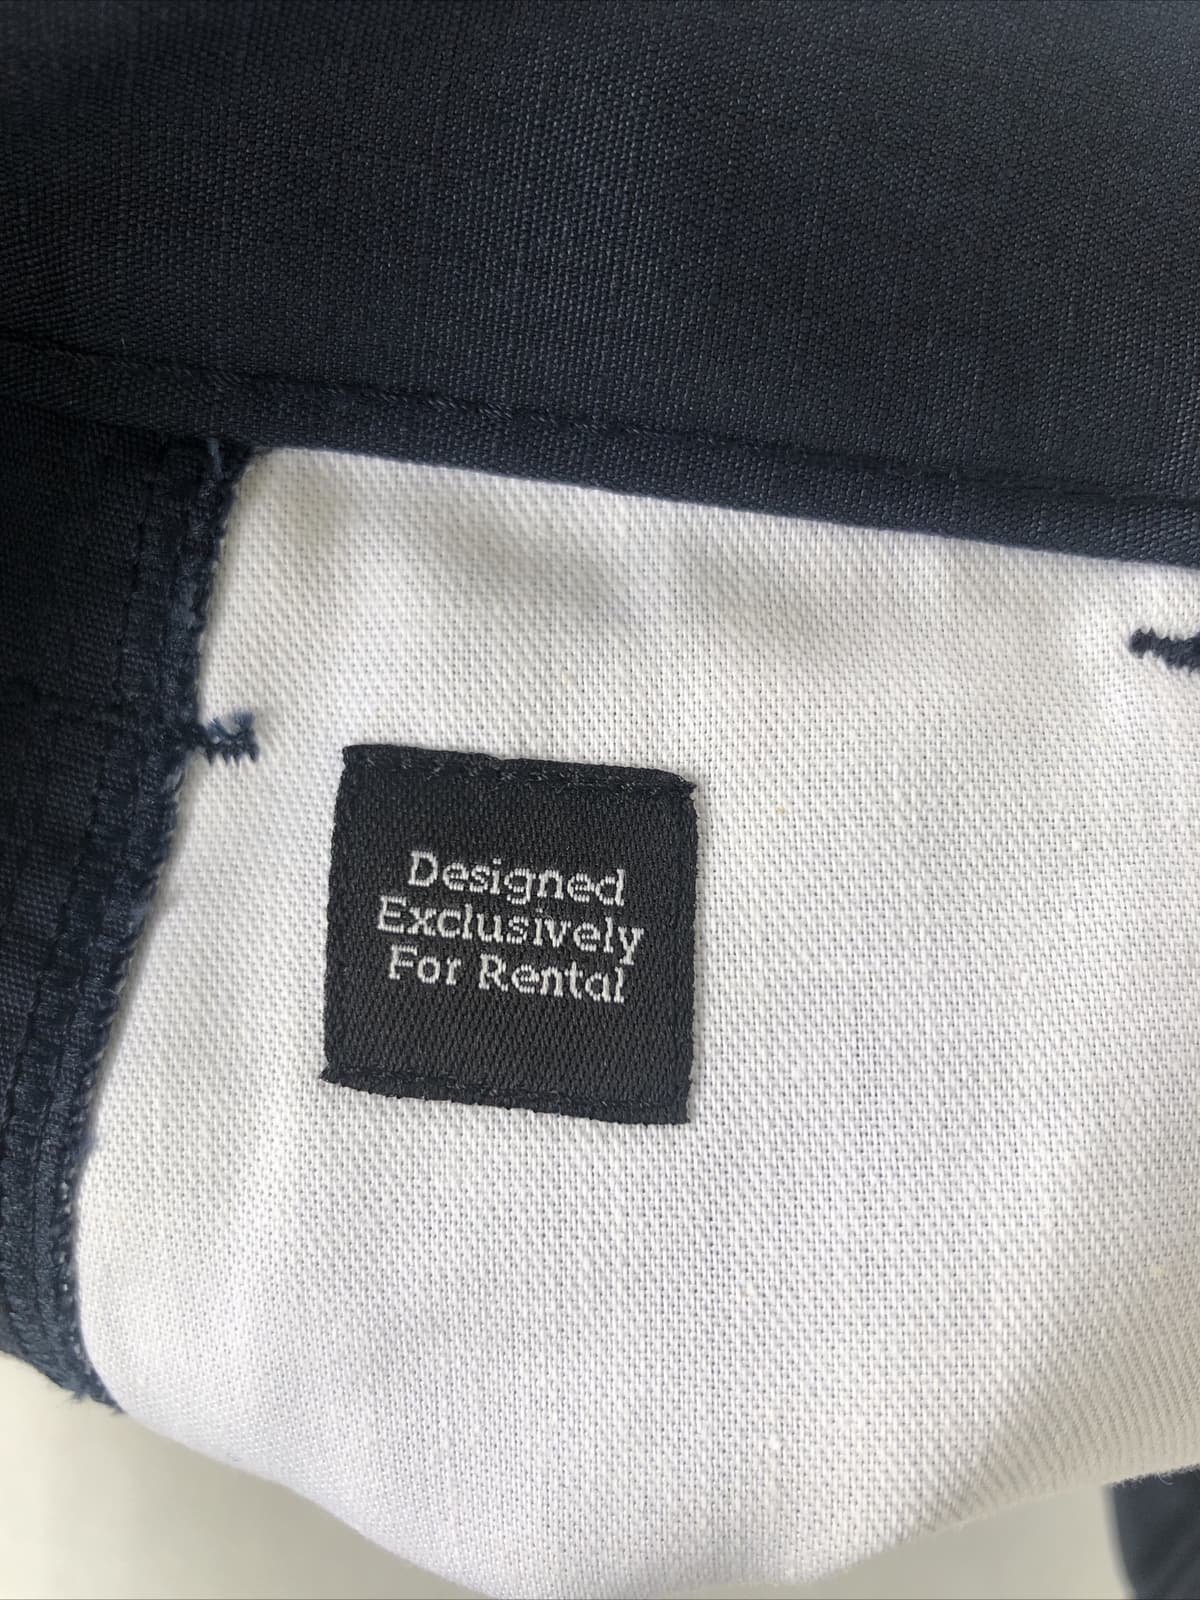 Designed
Exclusively
For Rental